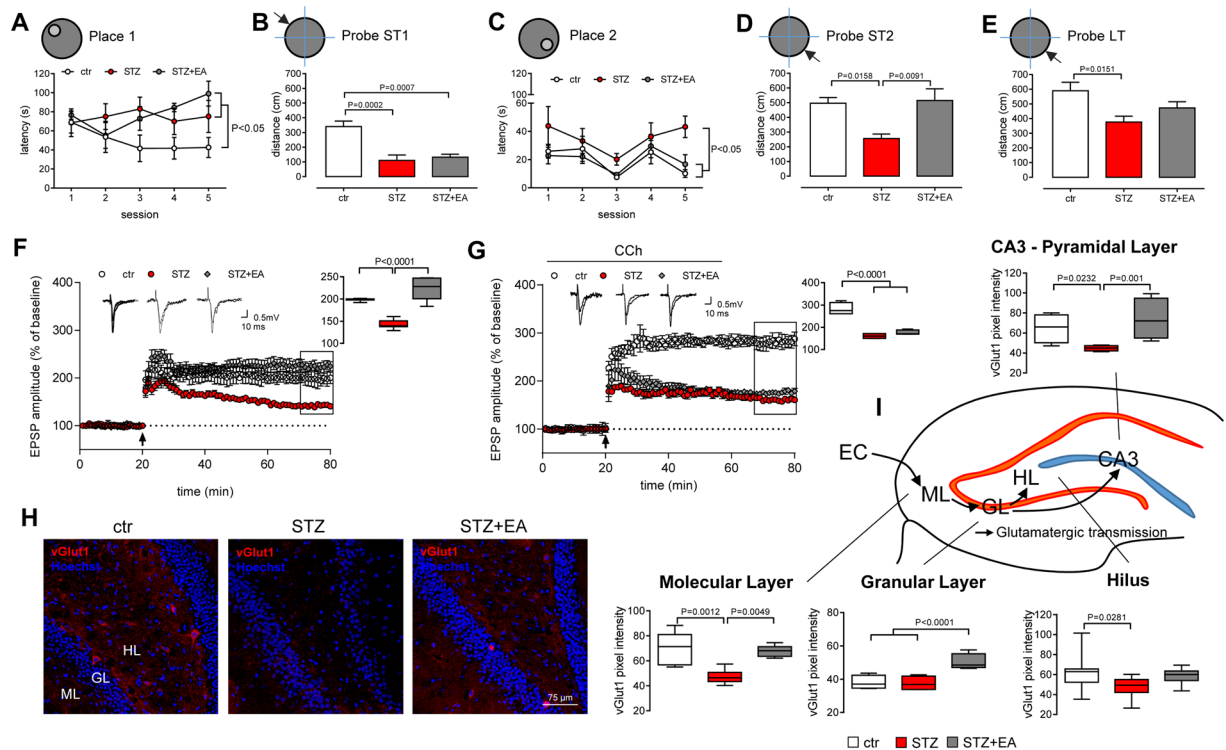 A
Place 1
ctr STZ STZ+EA
latency (s)
120
100
80
60
40
20
0
P<0.05
1 2 3 4 5
session
B
Probe ST1
distance (cm)
700
600
500
400
300
200
100
0
P=0.0007
P=0.0002
ctr STZ STZ+EA
C
Place 2
ctr STZ STZ+EA
latency (s)
120
100
60
40
20
0
P<0.05
1 2 3 4 5
session
D
Probe ST2
distance (cm)
700
600
500
400
300
200
100
0
P=0.0158 P=0.0091
ctr STZ STZ+EA
E
Probe LT
distance (cm)
700
600
500
400
300
200
100
0
P=0.0151
ctr STZ STZ+EA
F
ctr STZ STZ+EA
EPSP amplitude (% of baseline)
400
300
200
100
0.5mV
10 ms
P<0.0001
250
200
150
100
0 20 40 60 80
time (min)
G
CCh
ctr STZ STZ+EA
EPSP amplitude (% of baseline)
400
300
200
100
0.5mV
10 ms
P<0.0001
400
300
200
100
0 20 40 60 80
time (min)
CA3 - Pyramidal Layer
vGlut1 pixel intensity
100
80
60
40
20
P=0.0232 P=0.001
I
EC
ML
GL
HL
CA3
Glutamatergic transmission
H
ctr STZ STZ+EA
vGlut1 vGlut1 vGlut1
Hoechst Hoechst Hoechst
HL
GL
ML
75 µm
Molecular Layer
vGlut1 pixel intensity
100
80
60
40
20
P=0.0012 P=0.0049
Granular Layer
vGlut1 pixel intensity
80
60
40
20
P<0.0001
Hilus
vGlut1 pixel intensity
120
100
80
60
40
20
P=0.0281
ctr STZ STZ+EA